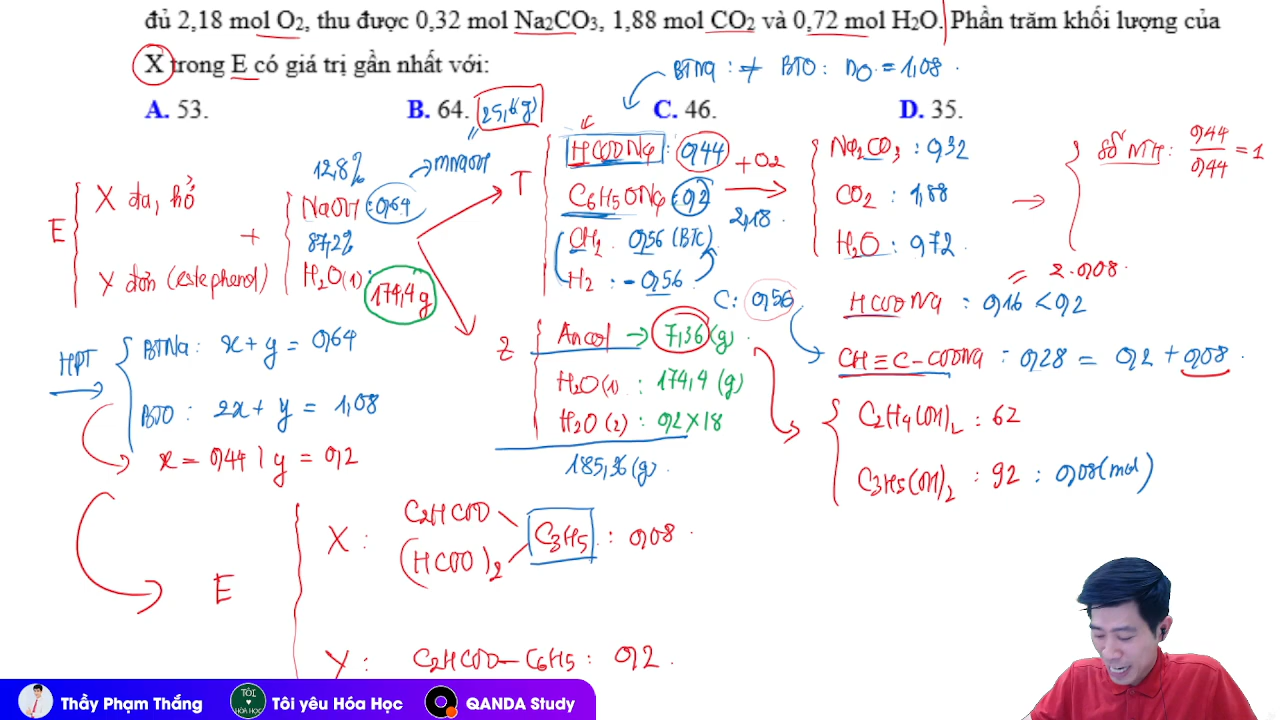 đủ 2,18 mol O2, thu được 0,32 mol Na2CO3, 1,88 mol CO2 và 0,72 mol H2O. Phần trăm khối lượng của
X trong E có giá trị gần nhất với:
BTNa: BTO: nO = 1,08.
A. 53. B. 64. C. 46. D. 35.
25,6(g)
12,8% → mNaOH
E
X đa, hở
Y đơn (este phenol)
+
NaOH: 0,64
87,2%
H2O(1): 174,4g
T
HCOONa: 0,44
C6H5ONa: 0,2
CH2 0,56 (BTC)
H2: -0,56
+O2
2,18
Na2CO3: 0,32
CO2: 1,88
H2O: 0,72
Số MH: 0,44/0,44 = 1
C: 0,56
= 2.0,08.
HCOONa: 0,16 < 0,2
CH≡C-COONa: 0,28 = 0,2 + 0,08.
Z
Ancol → 7,36 (g)
H2O(1): 174,4 (g)
H2O(2): 0,2×18
185,36(g).
C2H4(OH)2: 62
C3H5(OH)2: 92: 0,08(mol)
HPT
BTNa: x+y = 0,64
BTO: 2x+y = 1,08
x = 0,44; y = 0,2
E
X: C2HCOO
(HCOO)2 C3H5: 0,08.
Y: C2HCOO-C6H5: 0,2.
Thầy Phạm Thắng
TÔI
♥
HÓA HỌC
Tôi yêu Hóa Học
QANDA Study